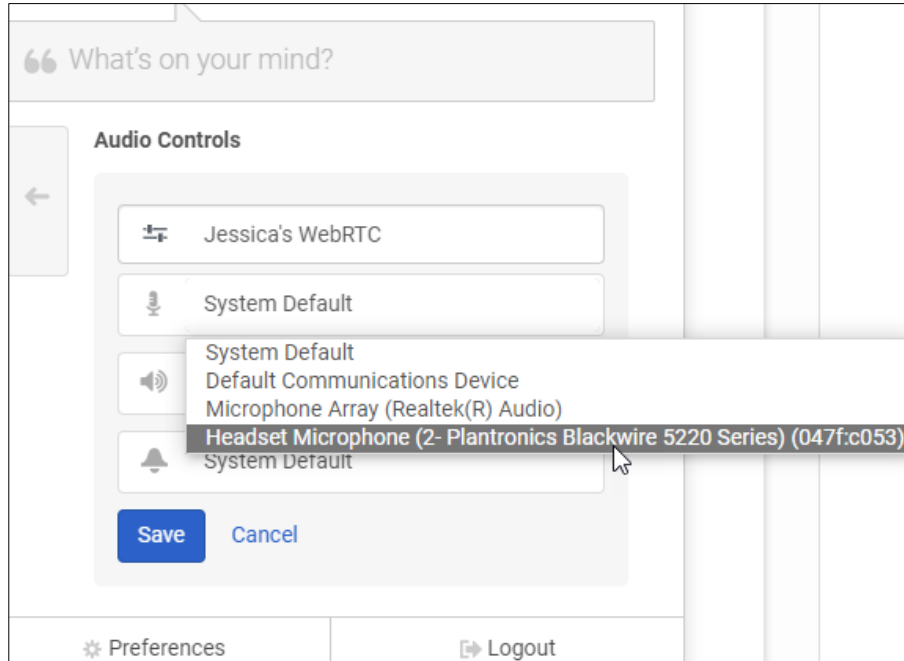 What's on your mind?
Audio Controls
Jessica's WebRTC
System Default
System Default
Default Communications Device
Microphone Array (Realtek(R) Audio)
Headset Microphone (2- Plantronics Blackwire 5220 Series) (047f:c053)
System Default
Save Cancel
Preferences Logout